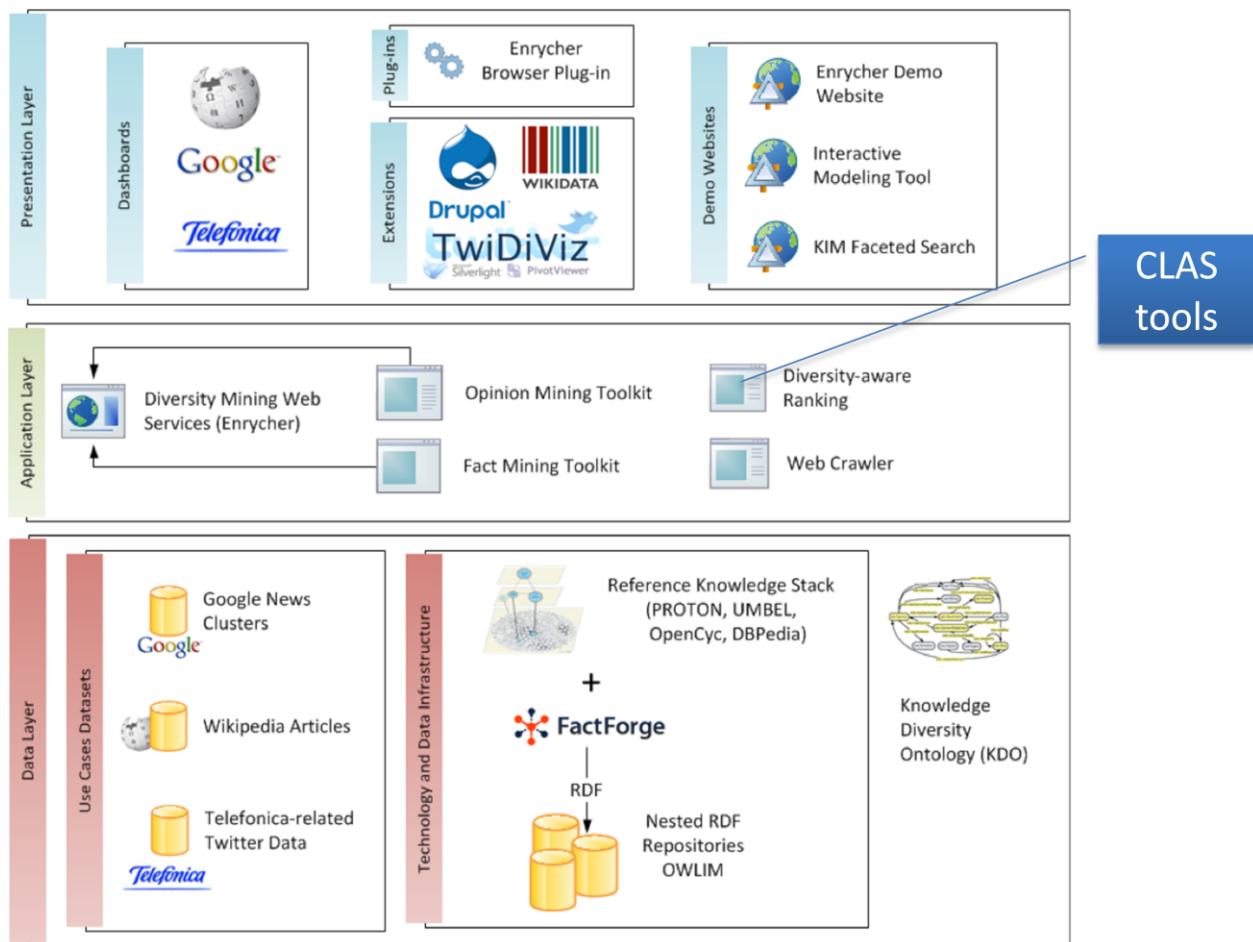 Presentation Layer
Dashboards
Google
Telefónica
Plug-ins
Enrycher
Browser Plug-in
Extensions
WIKIDATA
Drupal
TwiDiViz
Silverlight
PivotViewer
Demo Websites
Enrycher Demo
Website
Interactive
Modeling Tool
KIM Faceted Search
CLAS
tools
Application Layer
Diversity Mining Web
Services (Enrycher)
Opinion Mining Toolkit
Fact Mining Toolkit
Diversity-aware
Ranking
Web Crawler
Data Layer
Use Cases Datasets
Google News
Clusters
Google
Wikipedia Articles
Telefonica-related
Twitter Data
Telefónica
Technology and Data Infrastructure
Reference Knowledge Stack
(PROTON, UMBEL,
OpenCyc, DBPedia)
+
FactForge
RDF
Nested RDF
Repositories
OWLIM
Knowledge
Diversity
Ontology (KDO)